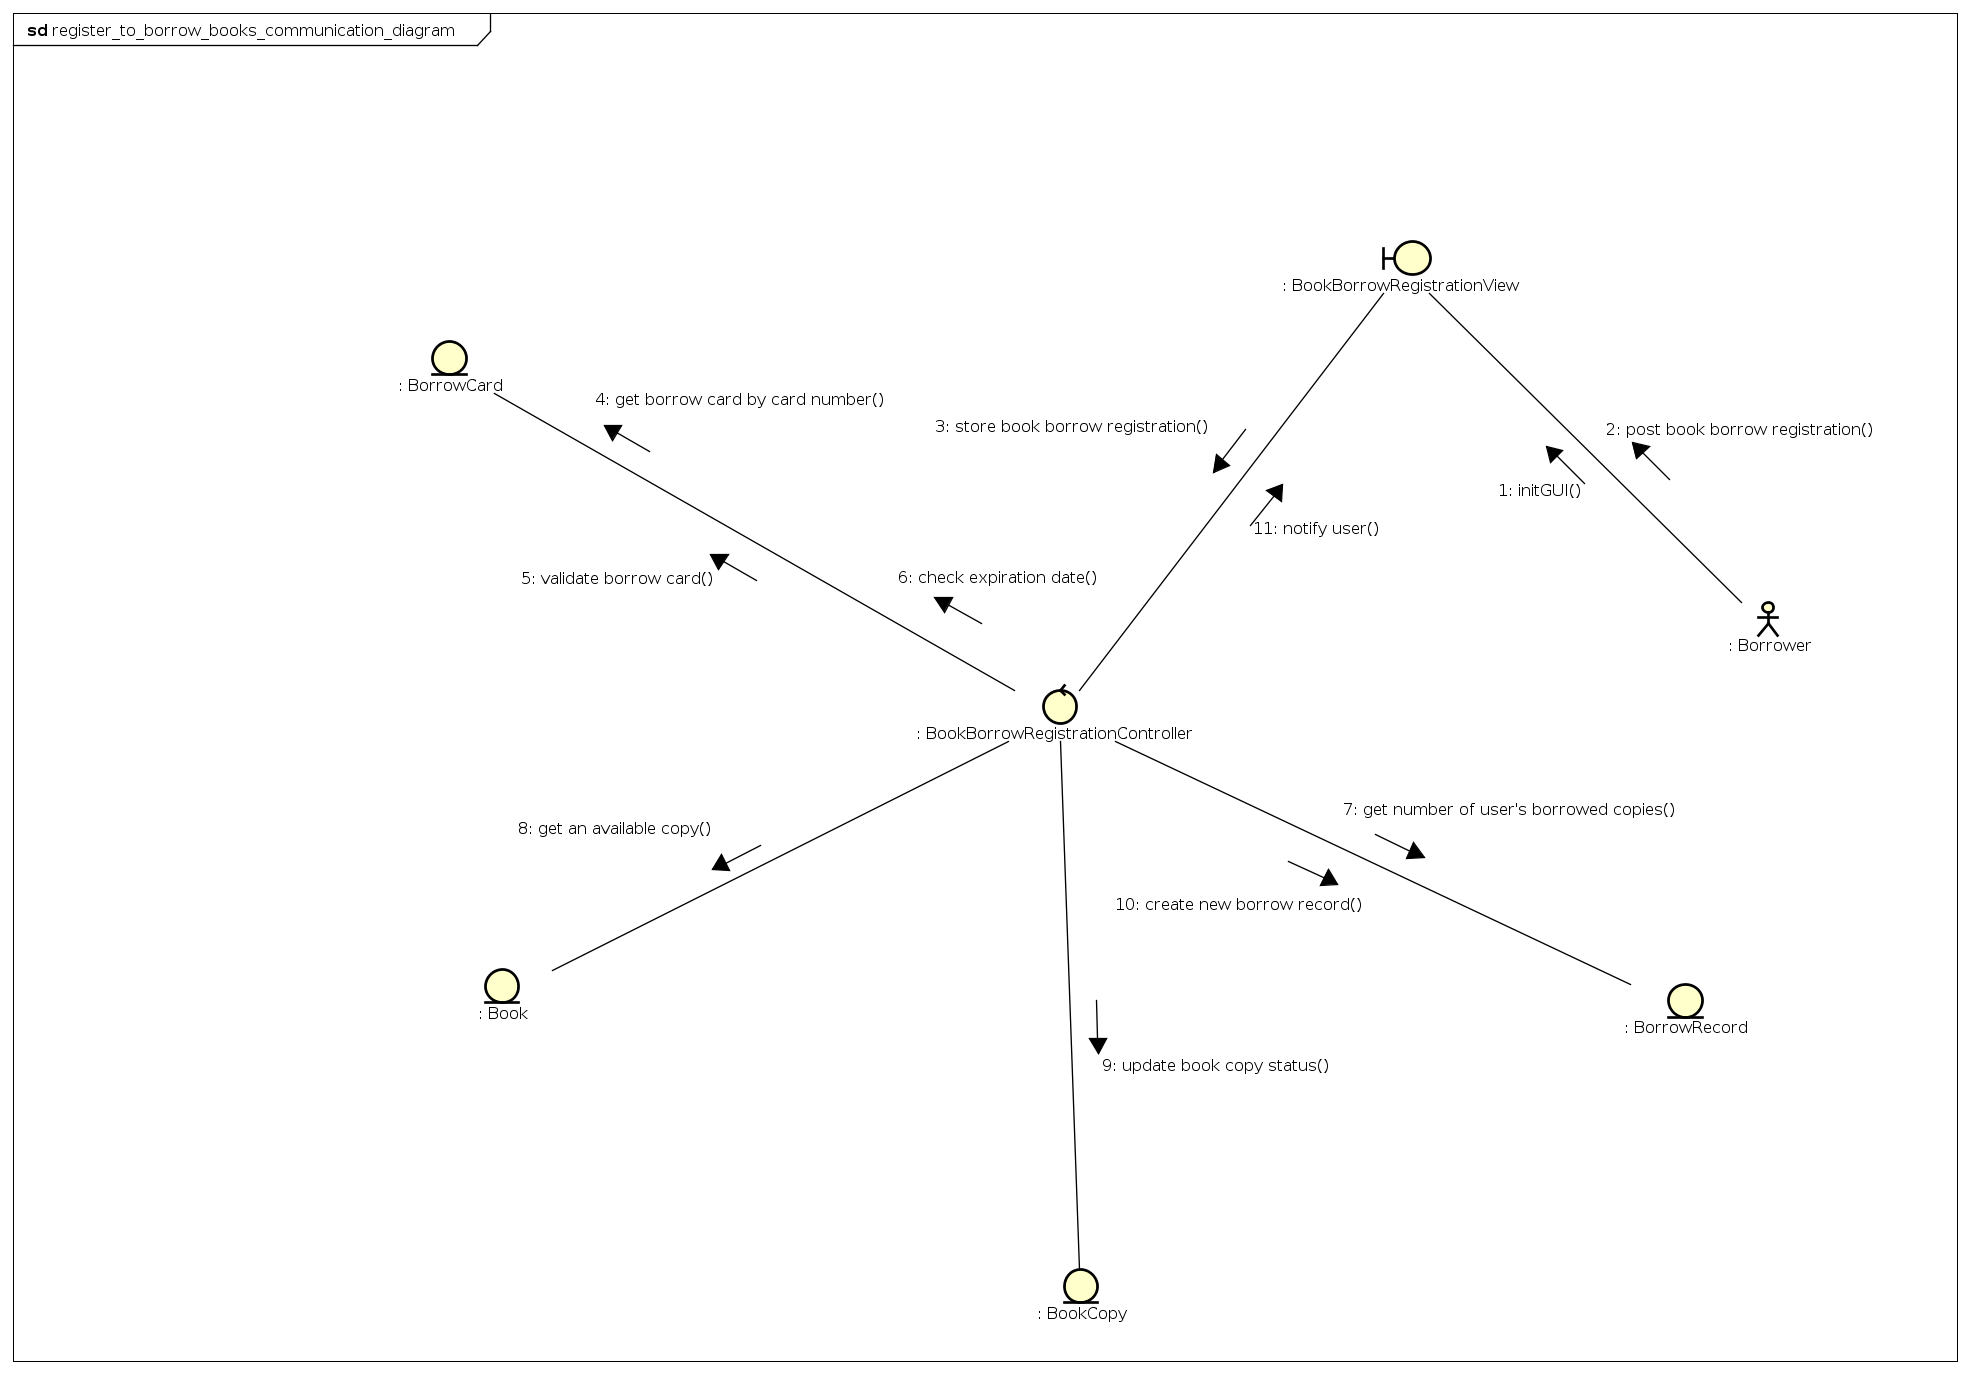 sd register_to_borrow_books_communication_diagram
: BookBorrowRegistrationView
: BorrowCard
4: get borrow card by card number()
3: store book borrow registration()
2: post book borrow registration()
1: initGUI()
11: notify user()
5: validate borrow card()
6: check expiration date()
: Borrower
: BookBorrowRegistrationController
7: get number of user's borrowed copies()
8: get an available copy()
10: create new borrow record()
: Book
: BorrowRecord
9: update book copy status()
: BookCopy